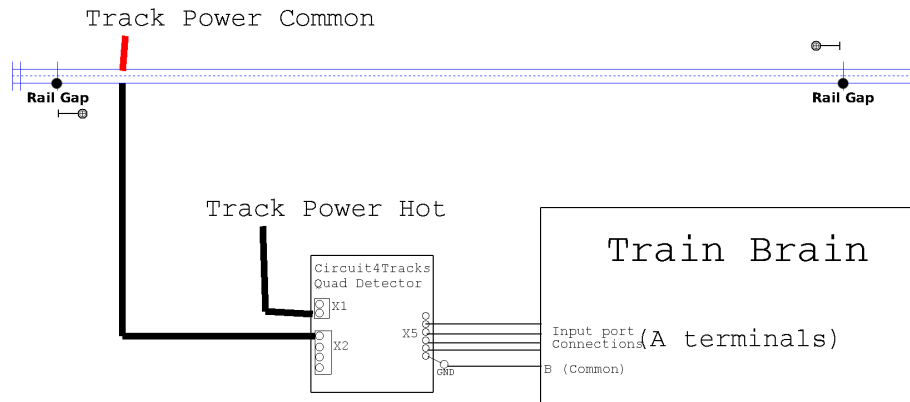 Track Power Common
Rail Gap
Rail Gap
Track Power Hot
Circuit4Tracks
Quad Detector
X1
X2
X5
GND
Train Brain
Input port
Connections
(A terminals)
B (Common)